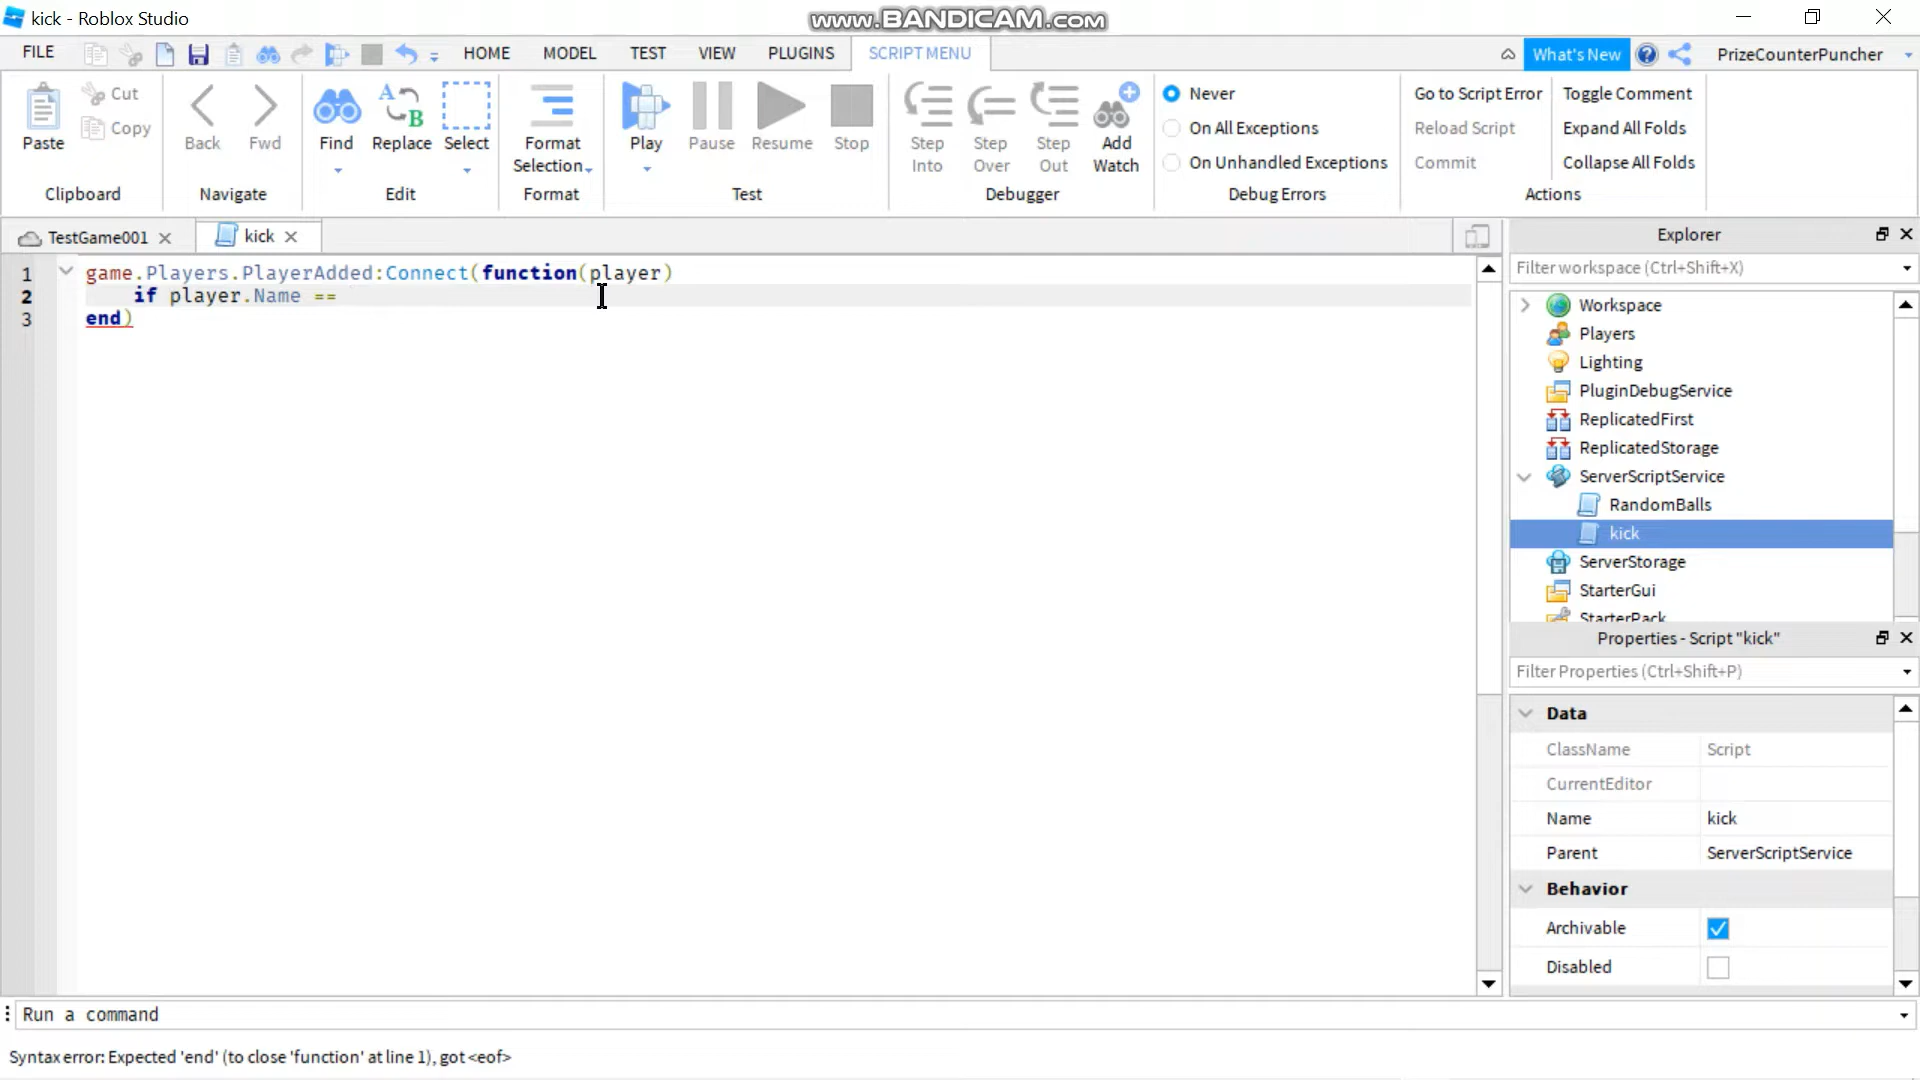 kick - Roblox Studio
www.BANDICAM.com
FILE HOME MODEL TEST VIEW PLUGINS SCRIPT MENU What's New PrizeCounterPuncher
Paste Cut Copy
Clipboard
Back Fwd
Navigate
Find Replace Select
A B
Edit
Format Selection
Format
Play Pause Resume Stop
Test
Step Into
Step Over
Step Out
Add Watch
Debugger
Never
On All Exceptions
On Unhandled Exceptions
Debug Errors
Go to Script Error
Reload Script
Commit
Toggle Comment
Expand All Folds
Collapse All Folds
Actions
TestGame001
kick
1 game.Players.PlayerAdded:Connect(function(player)
2 if player.Name ==
3 end)
Explorer
Filter workspace (Ctrl+Shift+X)
Workspace
Players
Lighting
PluginDebugService
ReplicatedFirst
ReplicatedStorage
ServerScriptService
RandomBalls
kick
ServerStorage
StarterGui
StarterPack
Properties - Script "kick"
Filter Properties (Ctrl+Shift+P)
Data
ClassName Script
CurrentEditor
Name kick
Parent ServerScriptService
Behavior
Archivable
Disabled
Run a command
Syntax error: Expected 'end' (to close 'function' at line 1), got <eof>